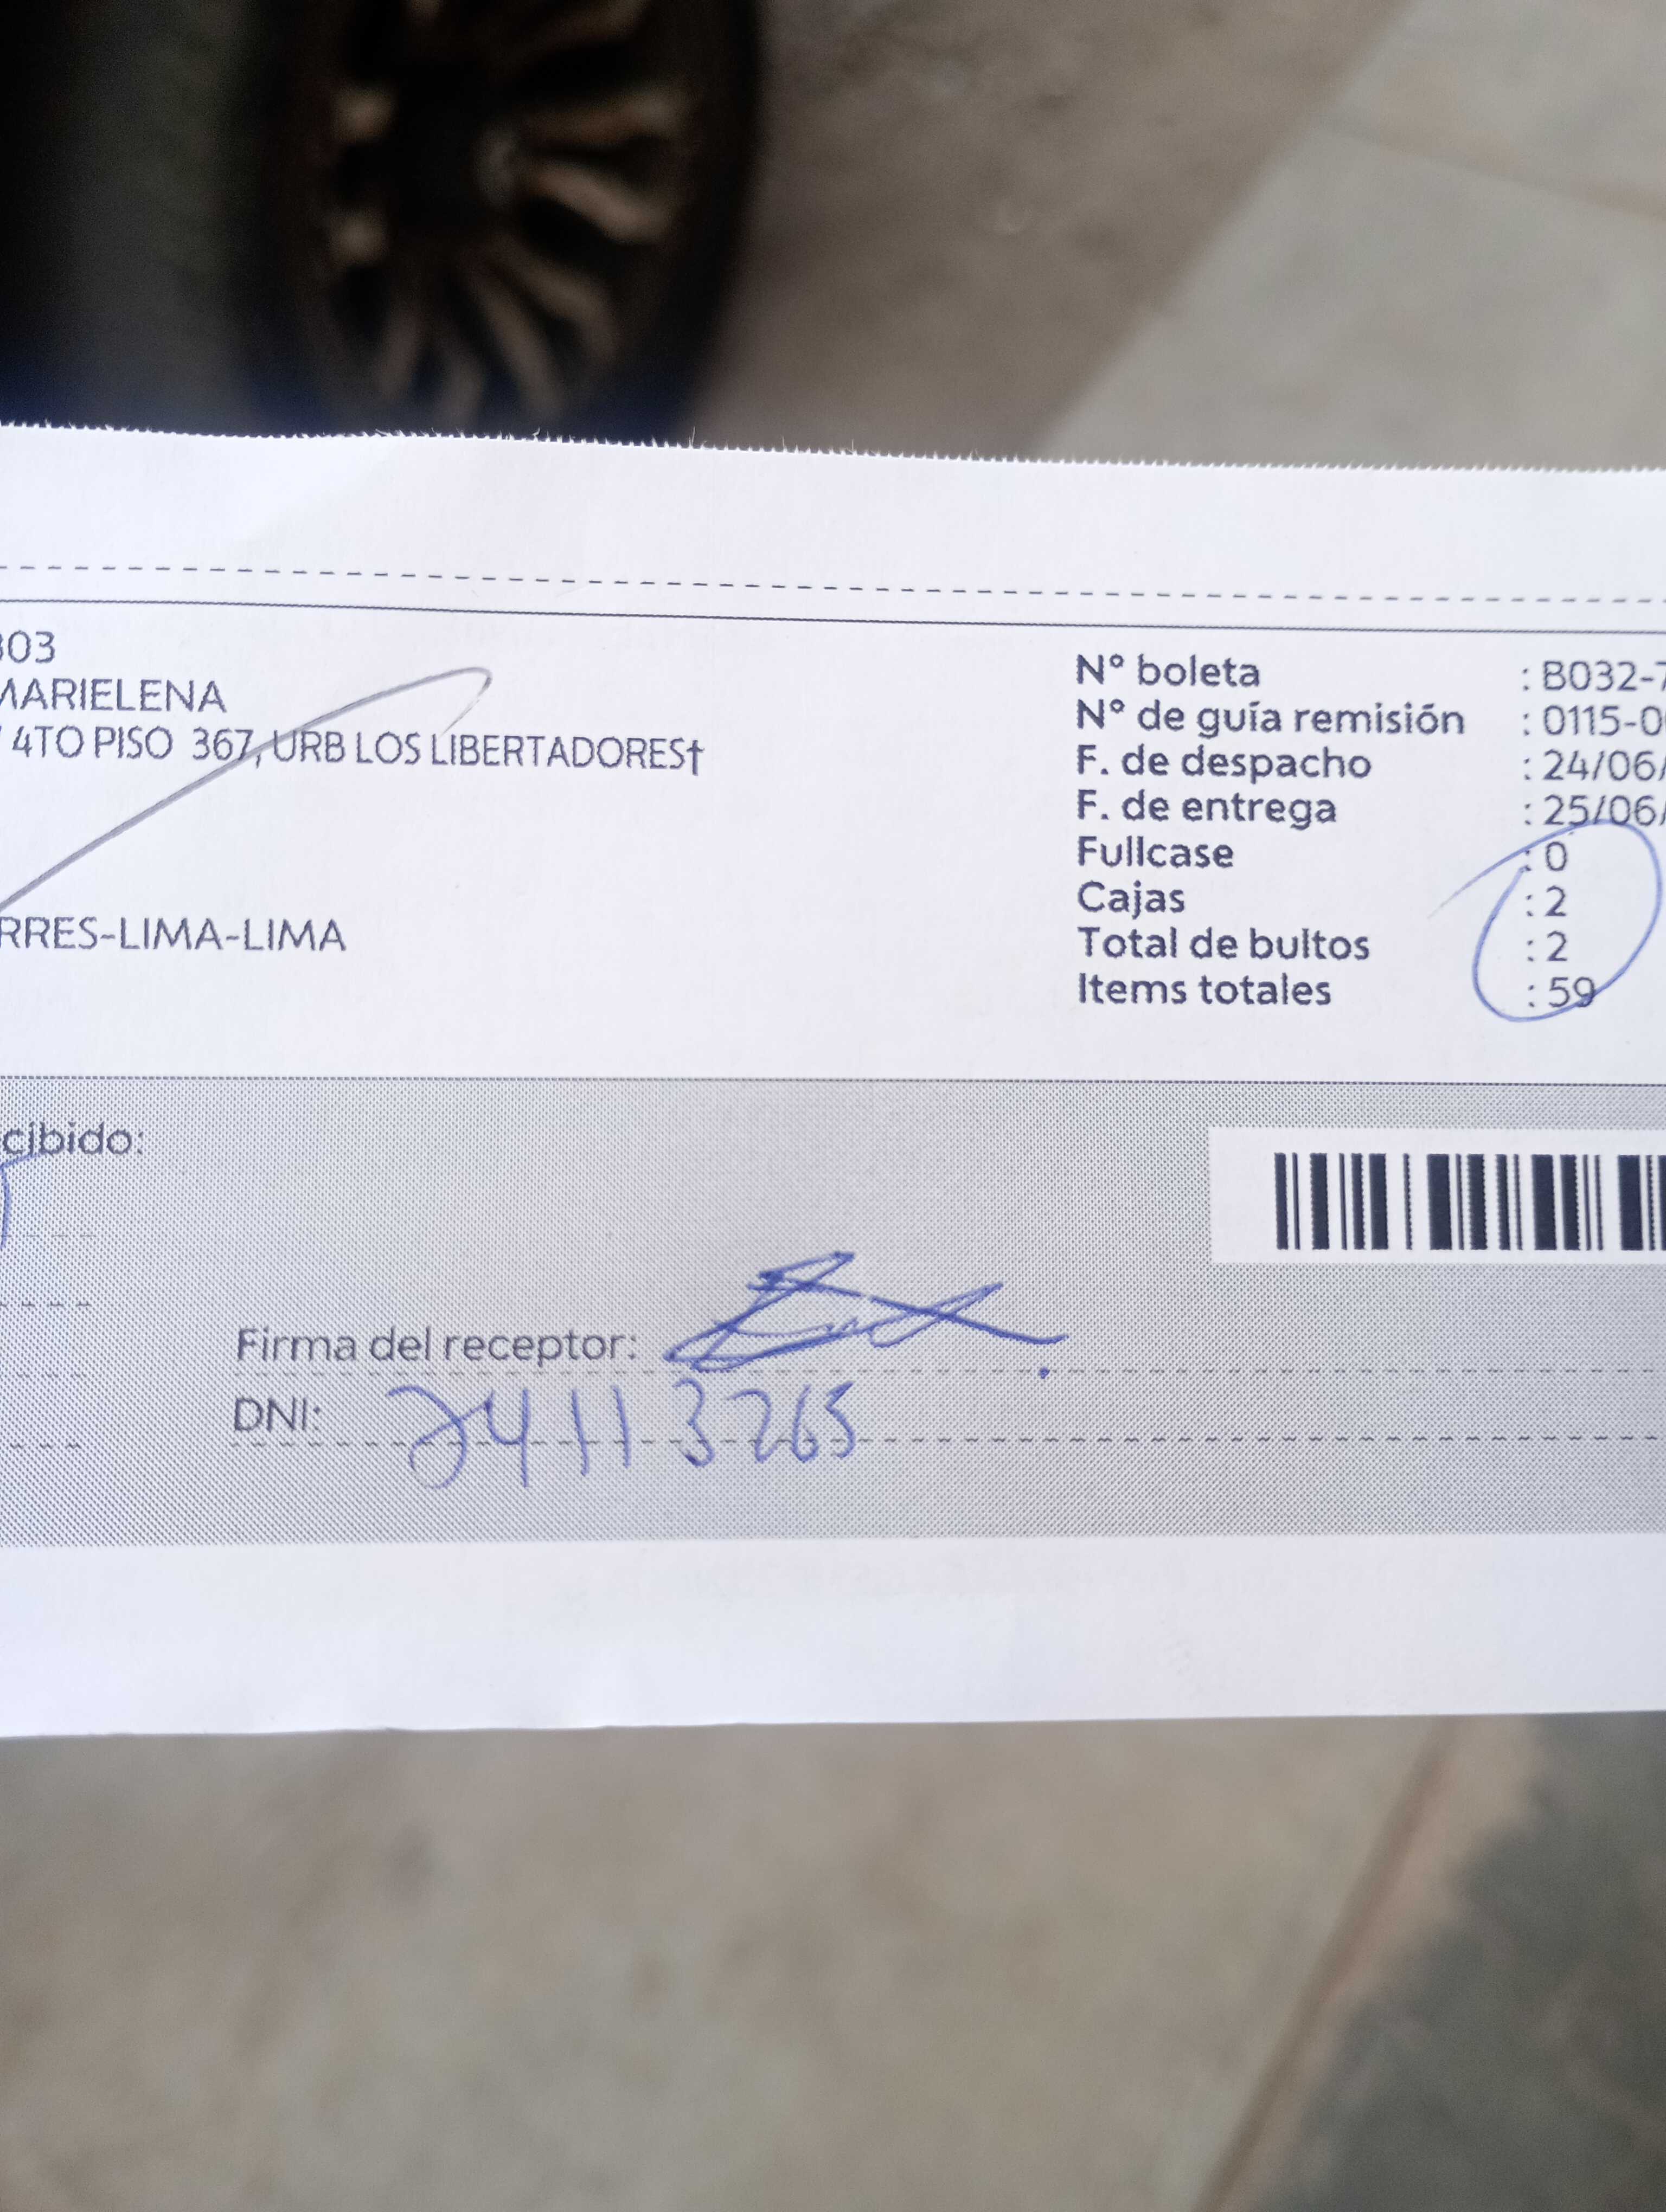 303
MARIELENA
4TO PISO 367, URB LOS LIBERTADORES†
RRES-LIMA-LIMA
N° boleta : B032-7
N° de guía remisión : 0115-0
F. de despacho : 24/06/
F. de entrega : 25/06/
Fullcase : 0
Cajas : 2
Total de bultos : 2
Items totales : 59
cibido:
Firma del receptor:
DNI: 74113265